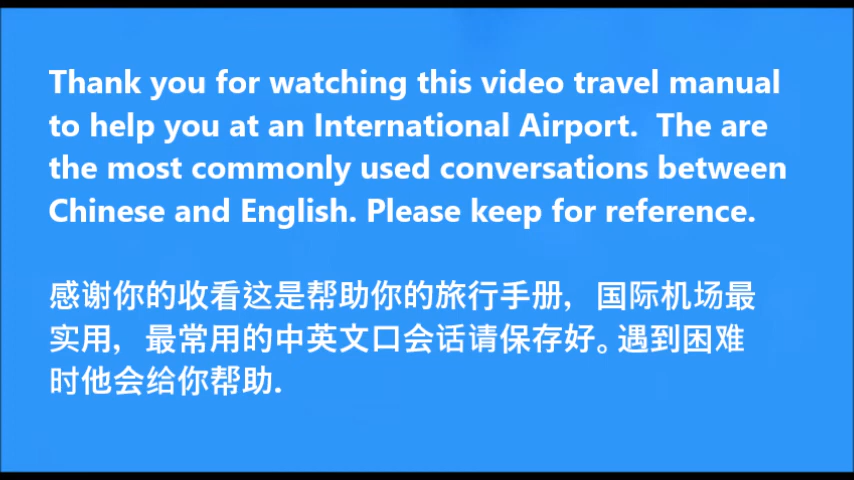 Thank you for watching this video travel manual
to help you at an International Airport.  The are
the most commonly used conversations between
Chinese and English. Please keep for reference.
感谢你的收看这是帮助你的旅行手册,  国际机场最
实用,  最常用的中英文口会话请保存好。遇到困难
时他会给你帮助.